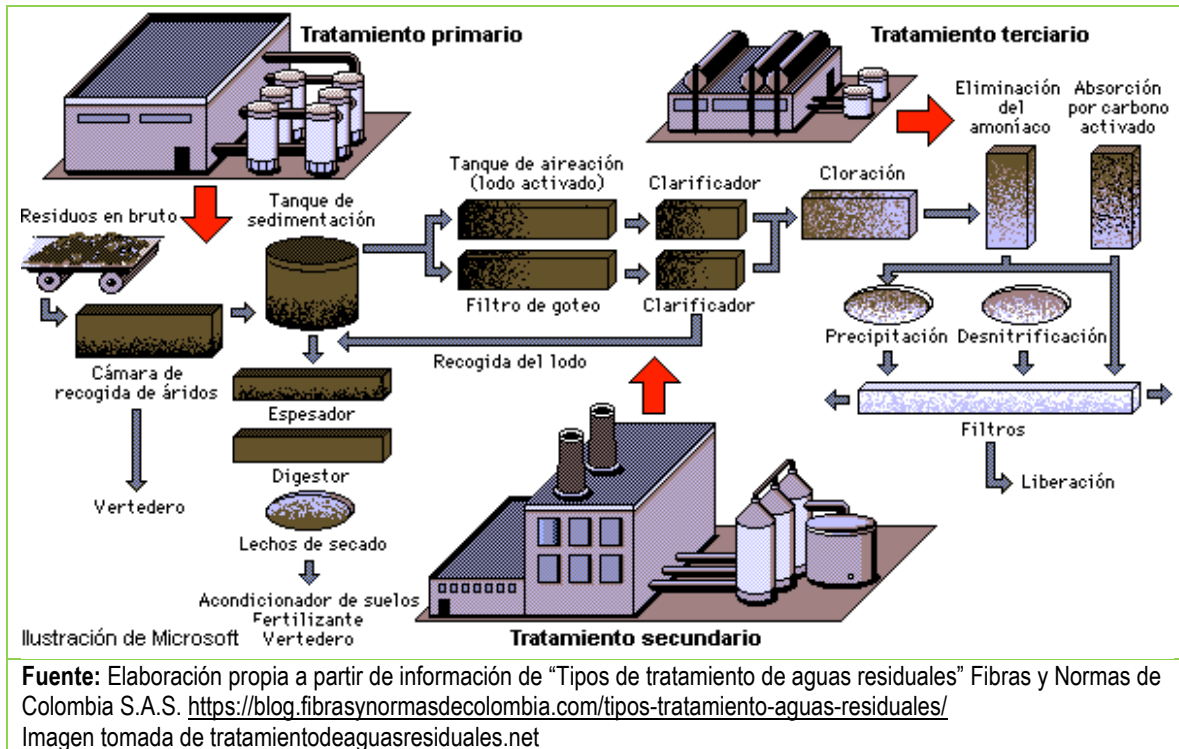 Tratamiento primario
Tratamiento terciario
Eliminación
del
amoníaco
Absorción
por carbono
activado
Residuos en bruto
Tanque de
sedimentación
Tanque de aireación
(lodo activado)
Clarificador
Cloración
Filtro de goteo
Clarificador
Cámara de
recogida de áridos
Recogida del lodo
Precipitación
Desnitrificación
Espesador
Filtros
Digestor
Vertedero
Liberación
Lechos de secado
Acondicionador de suelos
Fertilizante
Vertedero
Ilustración de Microsoft
Tratamiento secundario
Fuente: Elaboración propia a partir de información de “Tipos de tratamiento de aguas residuales” Fibras y Normas de
Colombia S.A.S. https://blog.fibrasynormasdecolombia.com/tipos-tratamiento-aguas-residuales/
Imagen tomada de tratamientodeaguasresiduales.net